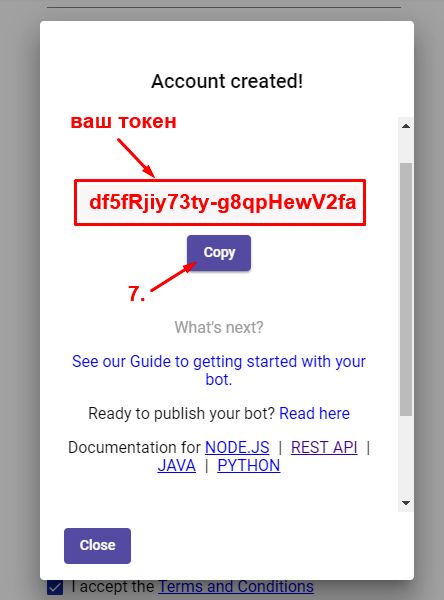 Account created!
ваш токен
df5fRjiy73ty-g8qpHewV2fa
Copy
7.
What's next?
See our Guide to getting started with your
bot.
Ready to publish your bot? Read here
Documentation for NODE.JS | REST API |
JAVA | PYTHON
Close
I accept the Terms and Conditions